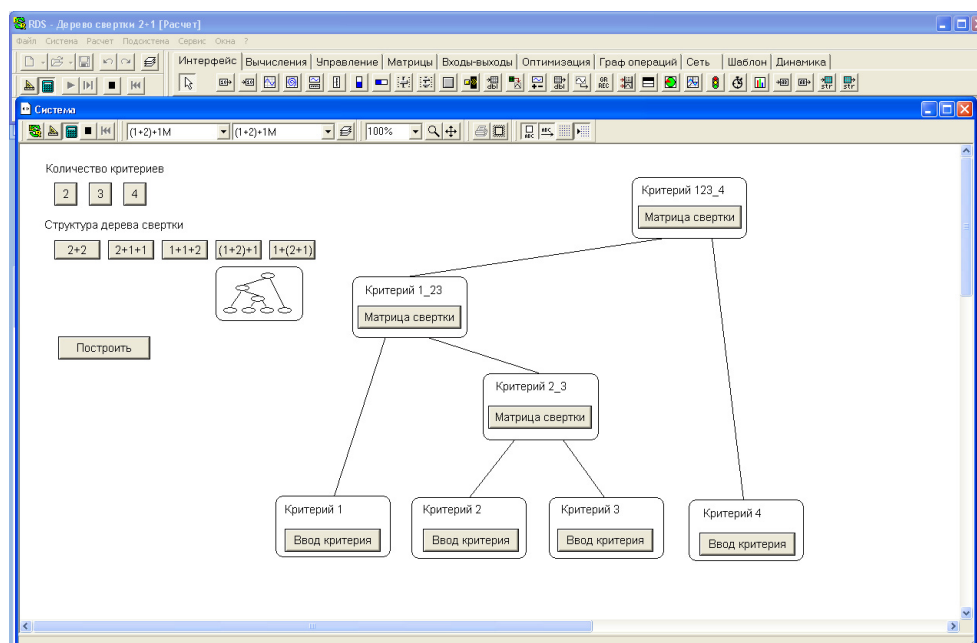 RDS - Дерево свертки 2+1 [Расчет]
Файл Система Расчет Подсистема Сервис Окна ?
Интерфейс Вычисления Управление Матрицы Входы-выходы Оптимизация Граф операций Сеть Шаблон Динамика
Система
(1+2)+1М (1+2)+1М 100%
Количество критериев
2 3 4
Структура дерева свертки
2+2 2+1+1 1+1+2 (1+2)+1 1+(2+1)
Построить
Критерий 123_4
Матрица свертки
Критерий 1_23
Матрица свертки
Критерий 2_3
Матрица свертки
Критерий 1 Критерий 2 Критерий 3 Критерий 4
Ввод критерия Ввод критерия Ввод критерия Ввод критерия